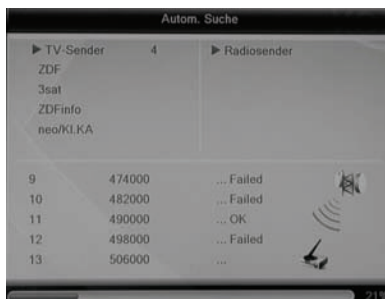 Autom. Suche
TV-Sender 4
Radiosender
ZDF
3sat
ZDFinfo
neo/KI.KA
9 474000 ... Failed
10 482000 ... Failed
11 490000 ... OK
12 498000 ... Failed
13 506000 ...
21%